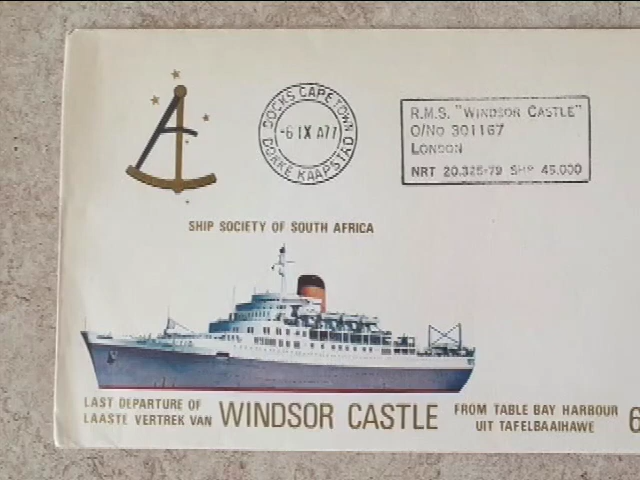 DOCKS CAPE TOWN
-6 IX A77
DOKKE KAAPSTAD
R.M.S. "WINDSOR CASTLE"
O/NO 301167
LONDON
NRT 20.325·79 SHP 45.000
SHIP SOCIETY OF SOUTH AFRICA
LAST DEPARTURE OF
LAASTE VERTREK VAN
WINDSOR CASTLE
FROM TABLE BAY HARBOUR
UIT TAFELBAAIHAWE
6